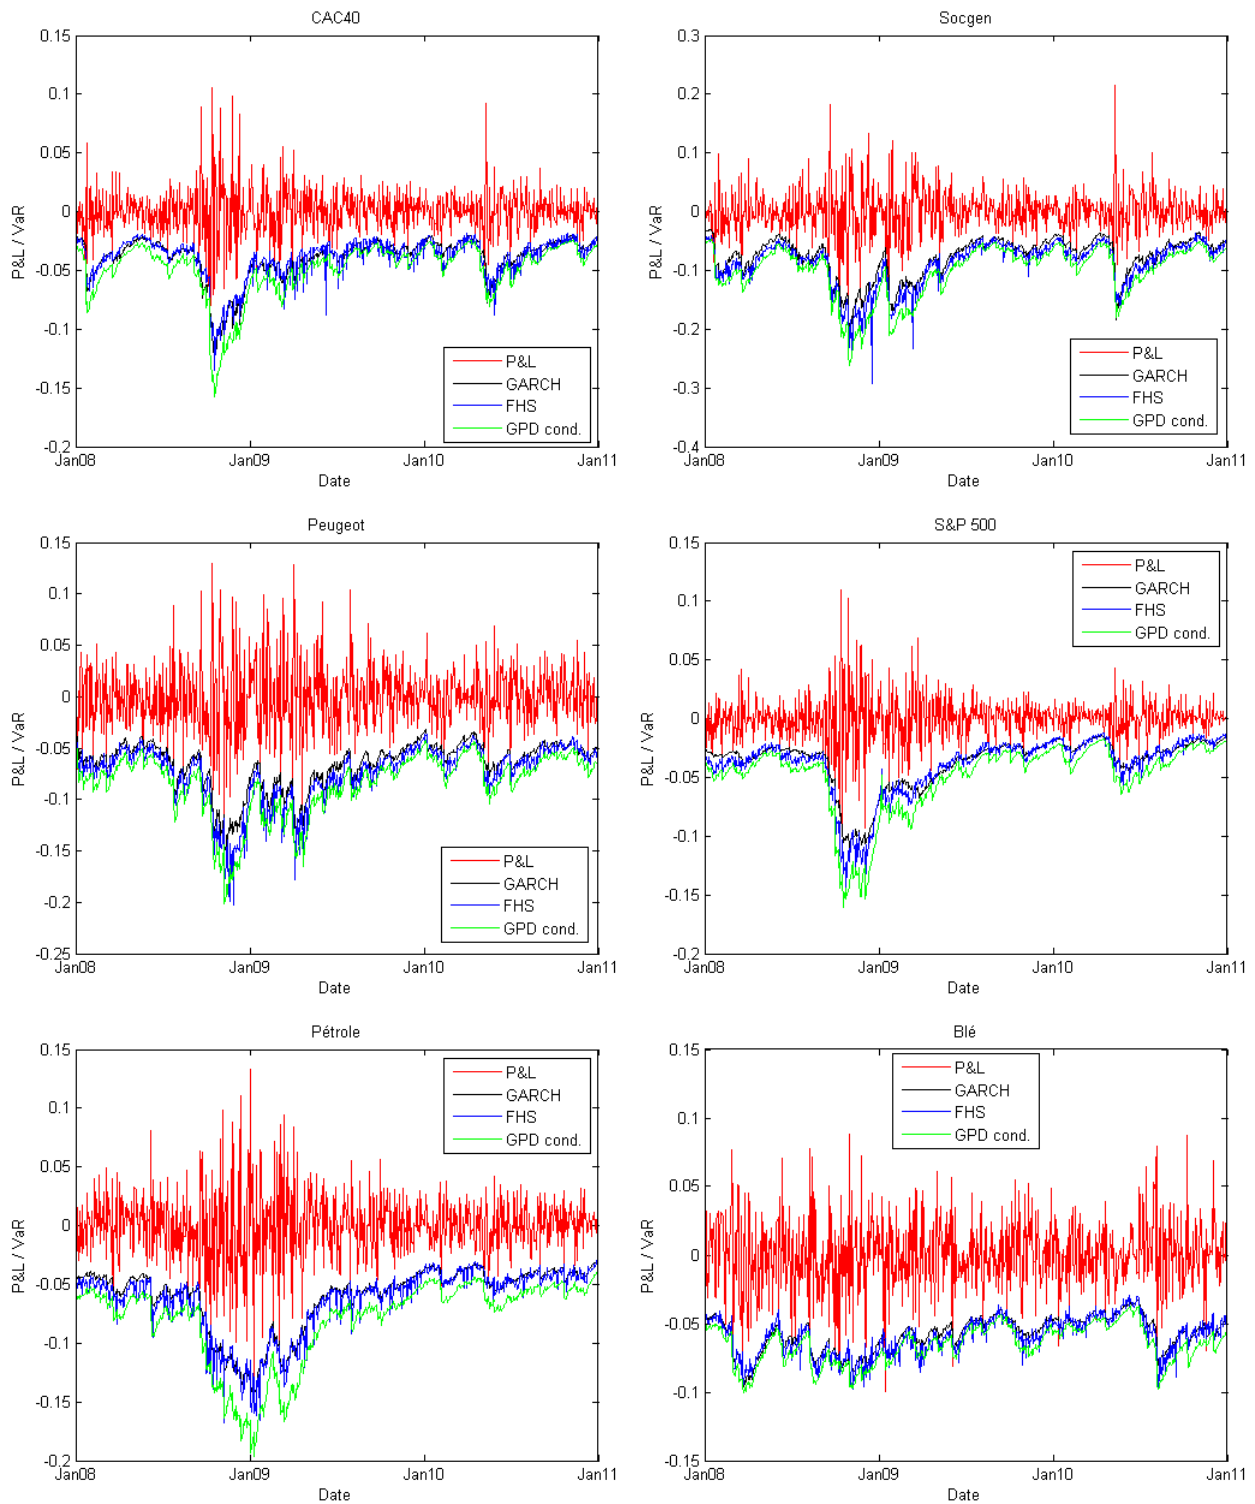 CAC40
0.15
0.1
0.05
0
-0.05
-0.1
-0.15
-0.2
P&L / VaR
Jan08
Jan09
Jan10
Jan11
Date
P&L
GARCH
FHS
GPD cond.
Socgen
0.3
0.2
0.1
0
-0.1
-0.2
-0.3
-0.4
P&L / VaR
Jan08
Jan09
Jan10
Jan11
Date
P&L
GARCH
FHS
GPD cond.
Peugeot
0.15
0.1
0.05
0
-0.05
-0.1
-0.15
-0.2
-0.25
P&L / VaR
Jan08
Jan09
Jan10
Jan11
Date
P&L
GARCH
FHS
GPD cond.
S&P 500
0.15
0.1
0.05
0
-0.05
-0.1
-0.15
-0.2
P&L / VaR
Jan08
Jan09
Jan10
Jan11
Date
P&L
GARCH
FHS
GPD cond.
Pétrole
0.15
0.1
0.05
0
-0.05
-0.1
-0.15
-0.2
P&L / VaR
Jan08
Jan09
Jan10
Jan11
Date
P&L
GARCH
FHS
GPD cond.
Blé
0.15
0.1
0.05
0
-0.05
-0.1
-0.15
P&L / VaR
Jan08
Jan09
Jan10
Jan11
Date
P&L
GARCH
FHS
GPD cond.